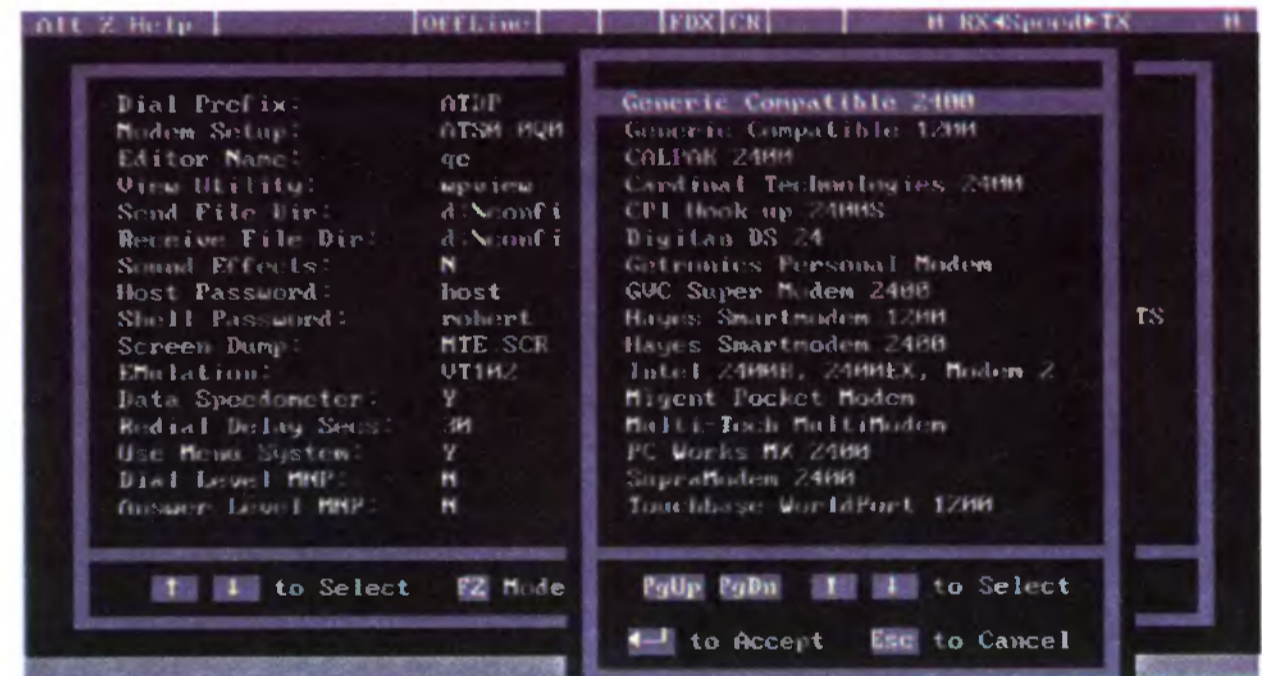 Alt Z Help OffLine FDX CR M RX◄Speed►TX M
Dial Prefix: ATDP
Modem Setup:
Editor Name: qe
View Utility: wpview
Send File Dir: d:\confi
Receive File Dir: d:\confi
Sound Effects: N
Host Password: host
Shell Password: robert
Screen Dump: MTE SCR
EMulation: VT102
Data Speedometer: Y
Redial Delay Secs: 30
Use Menu System: Y
Dial Level MNP:
Answer Level MNP:
↑ ↓ to Select F2 Mode
Generic Compatible 2400
Generic Compatible 1200
CALPAK 2400
Cardinal Technologies 2400
CPI Hook up 2400S
Digitan DS 24
Getronics Personal Modem
GVC Super Modem 2400
Hayes Smartmodem 1200
Hayes Smartmodem 2400
Intel 2400B, 2400EX, Modem 2
Migent Pocket Modem
Multi-Tech MultiModem
PC Works MX 2400
SupraModem 2400
Touchbase WorldPort 1200
PgUp PgDn ↑ ↓ to Select
↵ to Accept Esc to Cancel
TS